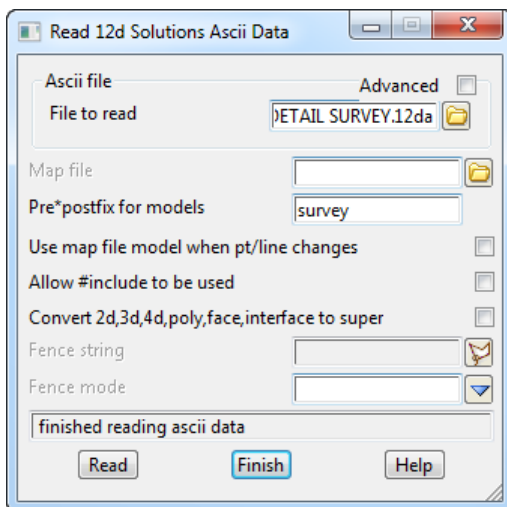 Read 12d Solutions Ascii Data
Ascii file
Advanced
File to read
DETAIL SURVEY.12da
Map file
Pre*postfix for models
survey
Use map file model when pt/line changes
Allow #include to be used
Convert 2d,3d,4d,poly,face,interface to super
Fence string
Fence mode
finished reading ascii data
Read
Finish
Help